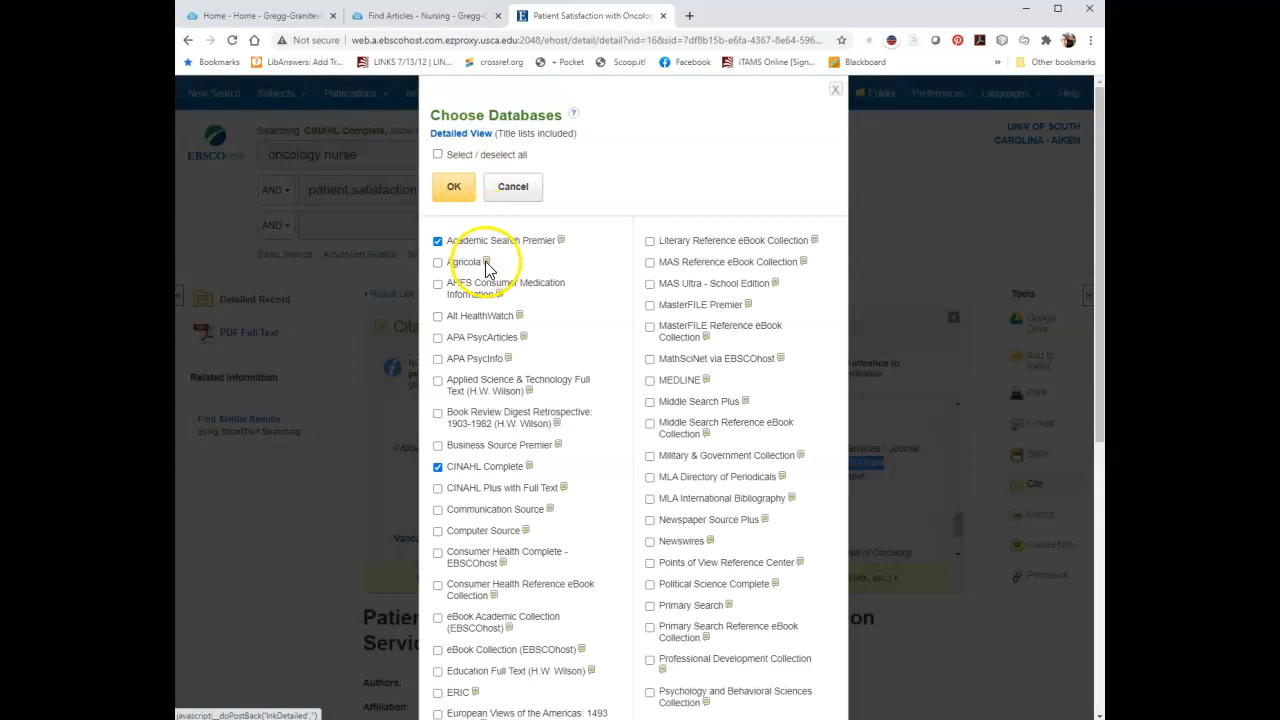 Home - Home - Gregg-Granitev
Find Articles - Nursing - Gregg-G
Patient Satisfaction with Oncolog
Not secure
web.a.ebscohost.com.ezproxy.usca.edu:2048/ehost/detail/detail?vid=16&sid=7df8b15b-e6fa-4367-8e64-596...
Bookmarks
LibAnswers: Add Tr...
LINKS 7/13/12 | LIN...
crossref.org
+ Pocket
Scoop.it!
Facebook
iTAMS Online [Sign...
Blackboard
»
Other bookmarks
New Search
Subjects
Publications
Folder
Preferences
Languages
Help
Searching: CINAHL Complete,
UNIV OF SOUTH
CAROLINA - AIKEN
EBSCO
oncology nurse
AND
patient satisfaction
AND
Basic Search
Advanced Search
Choose Databases
Detailed View (Title lists included)
Select / deselect all
OK
Cancel
Academic Search Premier
Agricola
AHFS Consumer Medication
Information
Alt HealthWatch
APA PsycArticles
APA PsycInfo
Applied Science & Technology Full
Text (H.W. Wilson)
Book Review Digest Retrospective:
1903-1982 (H.W. Wilson)
Business Source Premier
CINAHL Complete
CINAHL Plus with Full Text
Communication Source
Computer Source
Consumer Health Complete -
EBSCOhost
Consumer Health Reference eBook
Collection
eBook Academic Collection
(EBSCOhost)
eBook Collection (EBSCOhost)
Education Full Text (H.W. Wilson)
ERIC
European Views of the Americas: 1493
Literary Reference eBook Collection
MAS Reference eBook Collection
MAS Ultra - School Edition
MasterFILE Premier
MasterFILE Reference eBook
Collection
MathSciNet via EBSCOhost
MEDLINE
Middle Search Plus
Middle Search Reference eBook
Collection
Military & Government Collection
MLA Directory of Periodicals
MLA International Bibliography
Newspaper Source Plus
Newswires
Points of View Reference Center
Political Science Complete
Primary Search
Primary Search Reference eBook
Collection
Professional Development Collection
Psychology and Behavioral Sciences
Collection
Detailed Record
PDF Full Text
Related Information
Find Similar Results
using SmartText Searching.
Result List
Tools
Google
Drive
Add to
folder
Print
E-mail
Save
Cite
Export
Create Note
Permalink
attention to
Services." Journal
nal of Oncology
Patien
Servic
Authors:
Affiliation:
javascript:__doPostBack('lnkDetailed','')